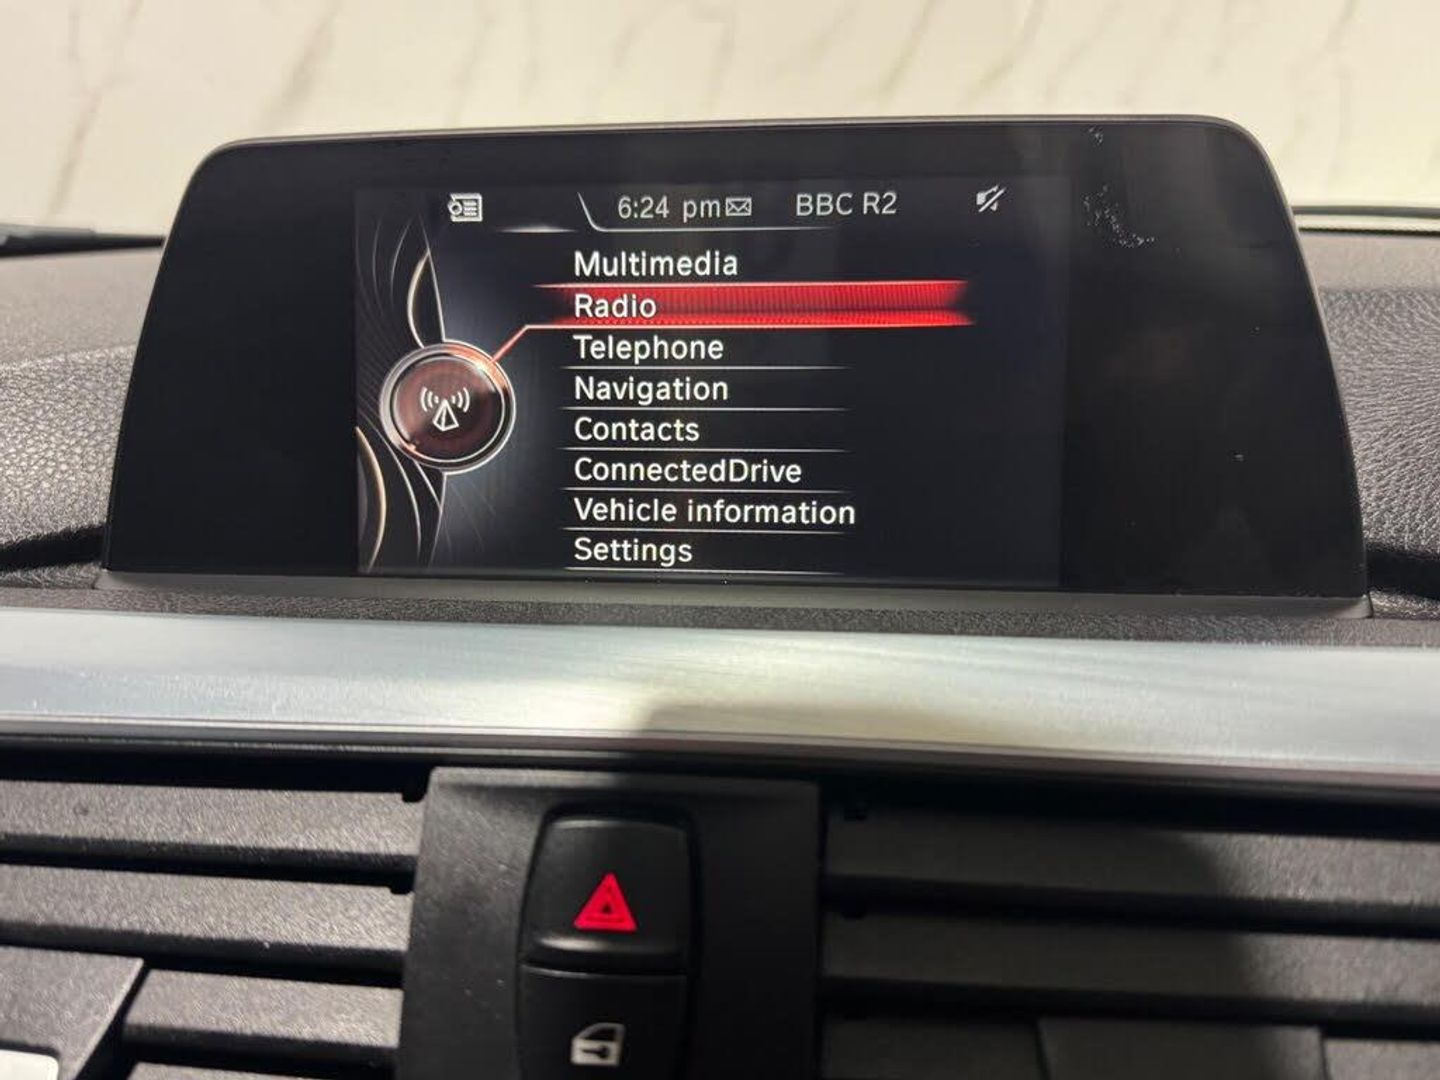 6:24 pm BBC R2
Multimedia
Radio
Telephone
Navigation
Contacts
ConnectedDrive
Vehicle information
Settings